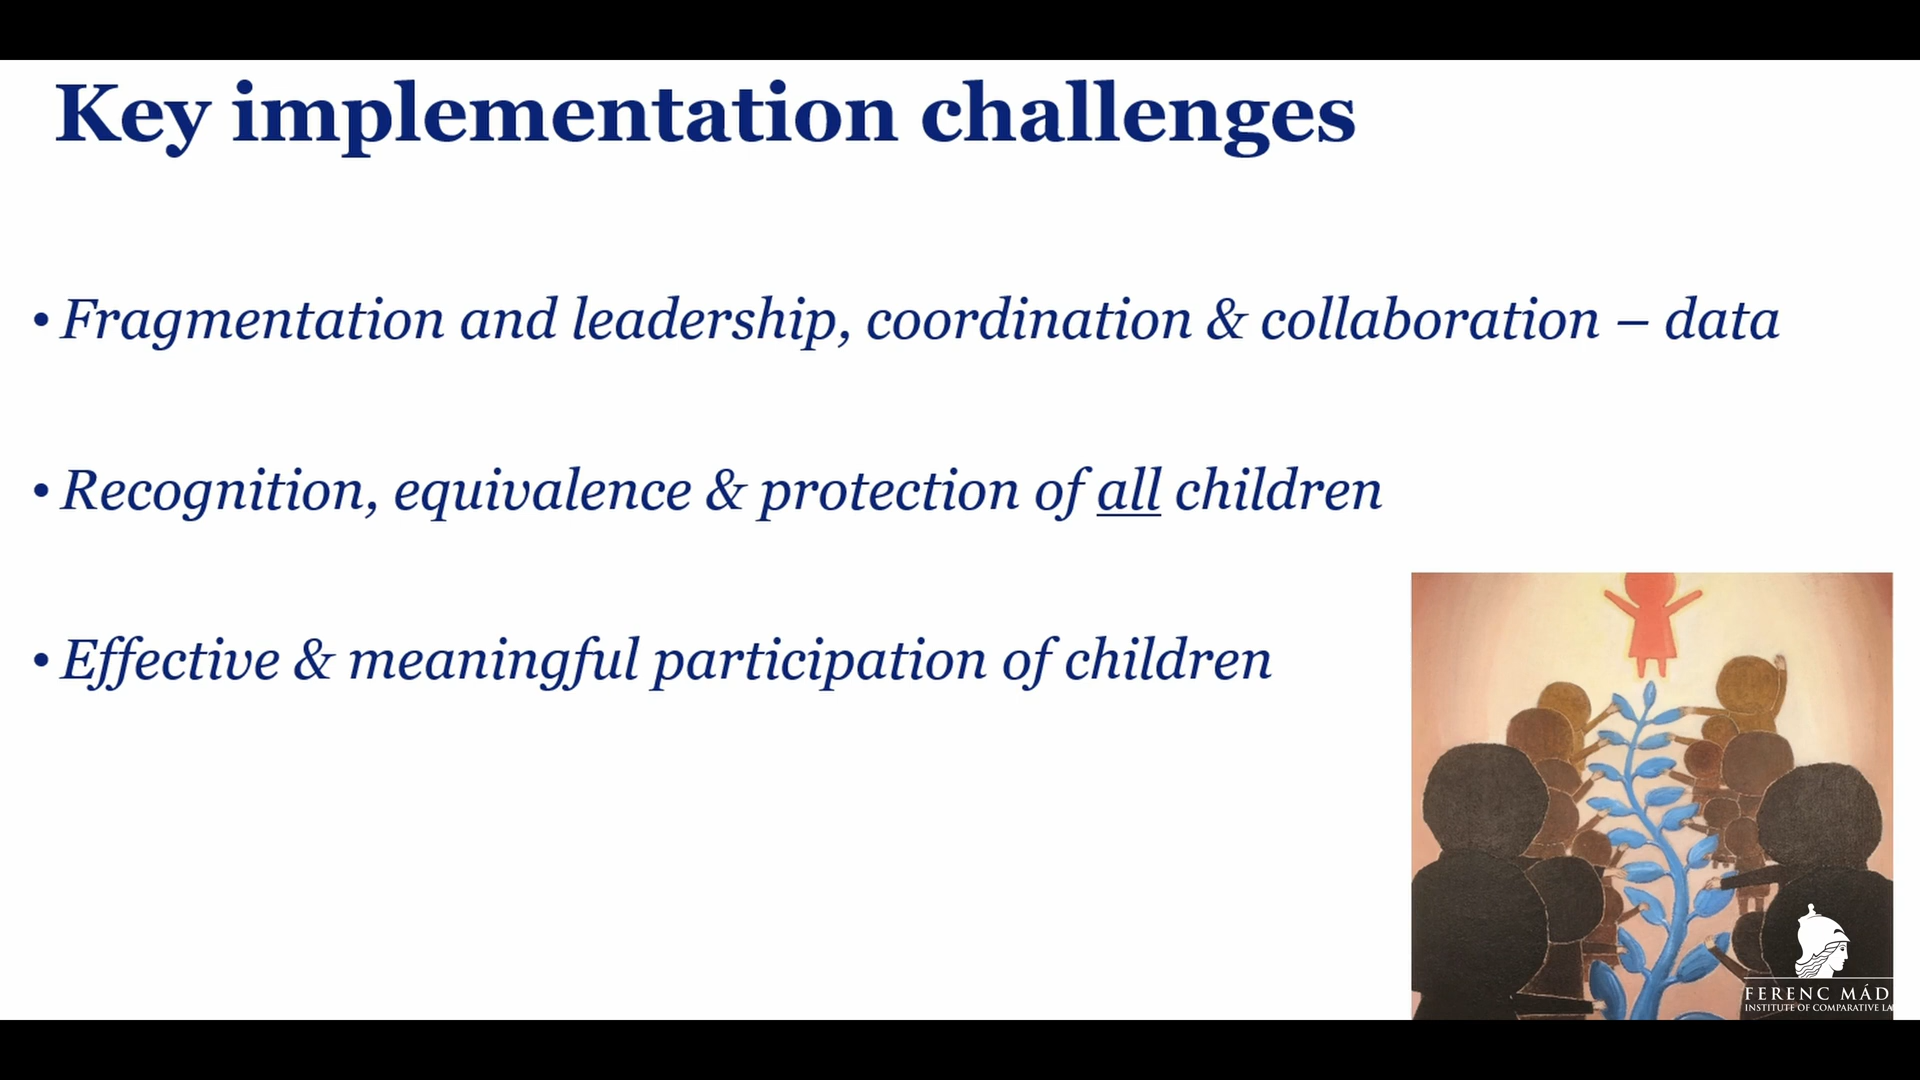 Key implementation challenges
• Fragmentation and leadership, coordination & collaboration – data
• Recognition, equivalence & protection of all children
• Effective & meaningful participation of children
FERENC MÁD
INSTITUTE OF COMPARATIVE LA